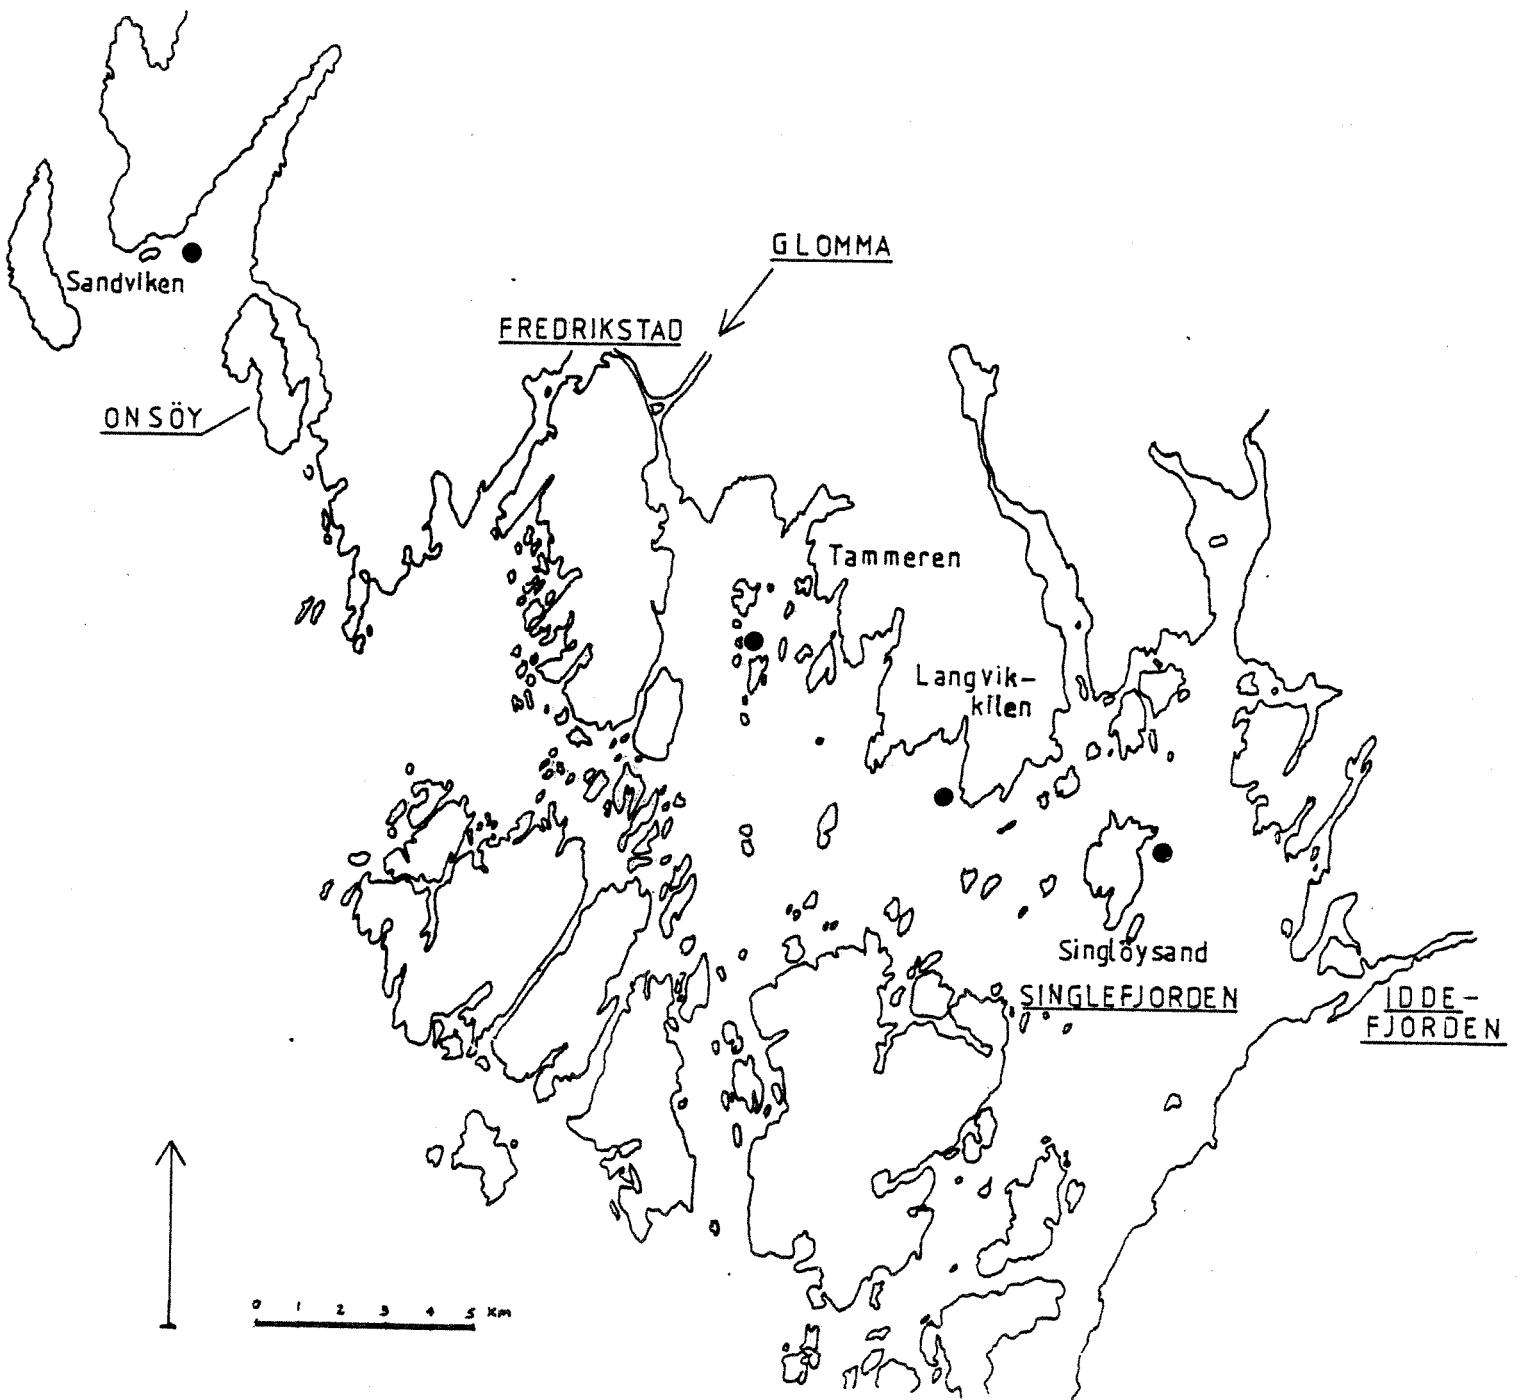 GLOMMA
Sandviken
FREDRIKSTAD
ONSÖY
Tammeren
Langvik-
kilen
Singlöysand
SINGLEFJORDEN
IDDE-
FJORDEN
0 1 2 3 4 5 Km